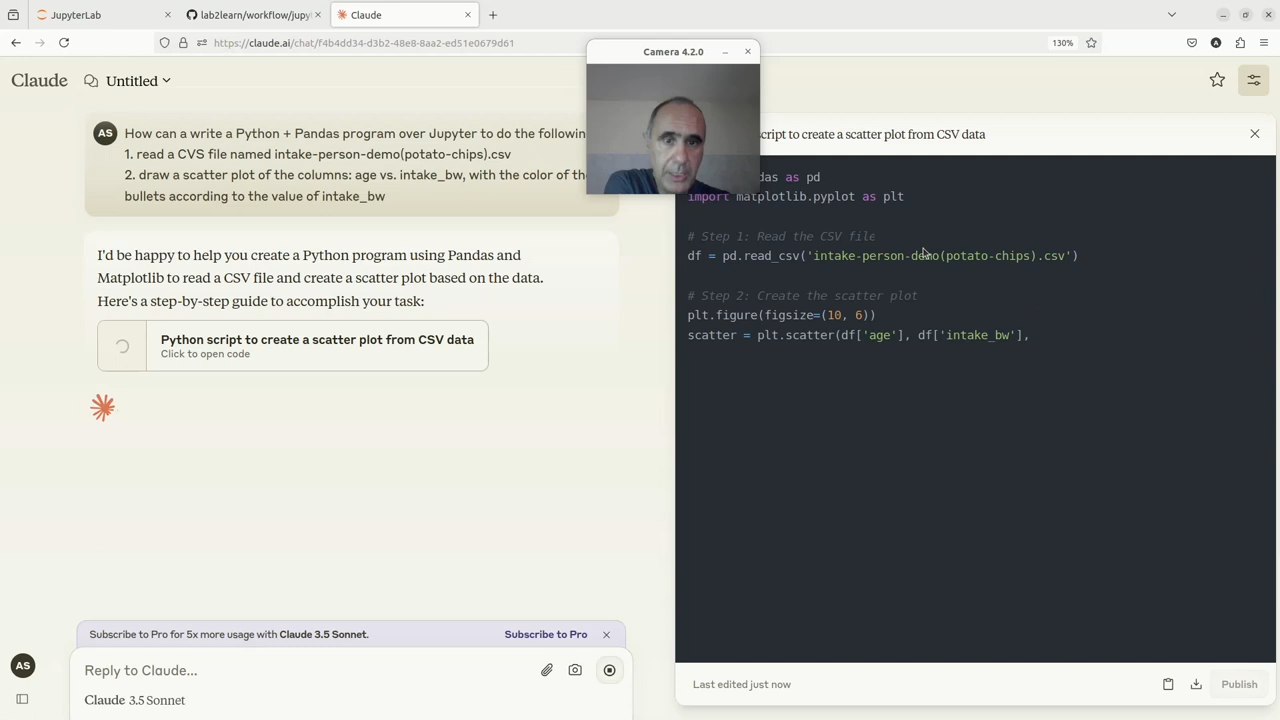 JupyterLab
lab2learn/workflow/jupy
Claude
https://claude.ai/chat/f4b4dd34-d3b2-48e8-8aa2-ed51e0679d61
130%
Camera 4.2.0
Claude
Untitled
AS
How can a write a Python + Pandas program over Jupyter to do the followin
1. read a CVS file named intake-person-demo(potato-chips).csv
2. draw a scatter plot of the columns: age vs. intake_bw, with the color of the
bullets according to the value of intake_bw
I'd be happy to help you create a Python program using Pandas and
Matplotlib to read a CSV file and create a scatter plot based on the data.
Here's a step-by-step guide to accomplish your task:
Python script to create a scatter plot from CSV data
Click to open code
Subscribe to Pro for 5x more usage with Claude 3.5 Sonnet.
Subscribe to Pro
AS
Reply to Claude...
Claude 3.5 Sonnet
script to create a scatter plot from CSV data
das as pd
import matplotlib.pyplot as plt
# Step 1: Read the CSV file
df = pd.read_csv('intake-person-demo(potato-chips).csv')
# Step 2: Create the scatter plot
plt.figure(figsize=(10, 6))
scatter = plt.scatter(df['age'], df['intake_bw'],
Last edited just now
Publish